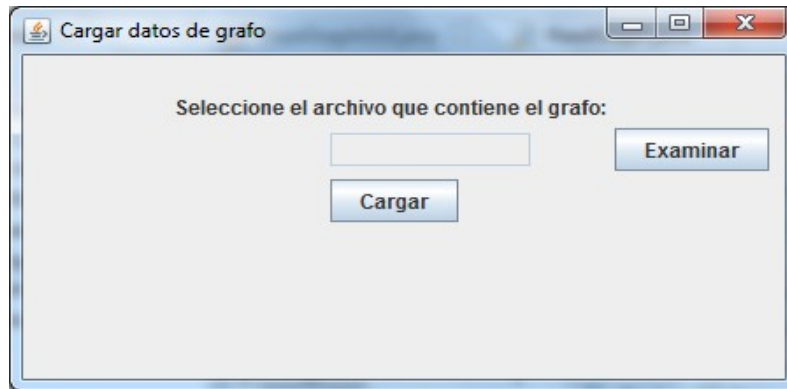 Cargar datos de grafo
Seleccione el archivo que contiene el grafo:
Examinar
Cargar